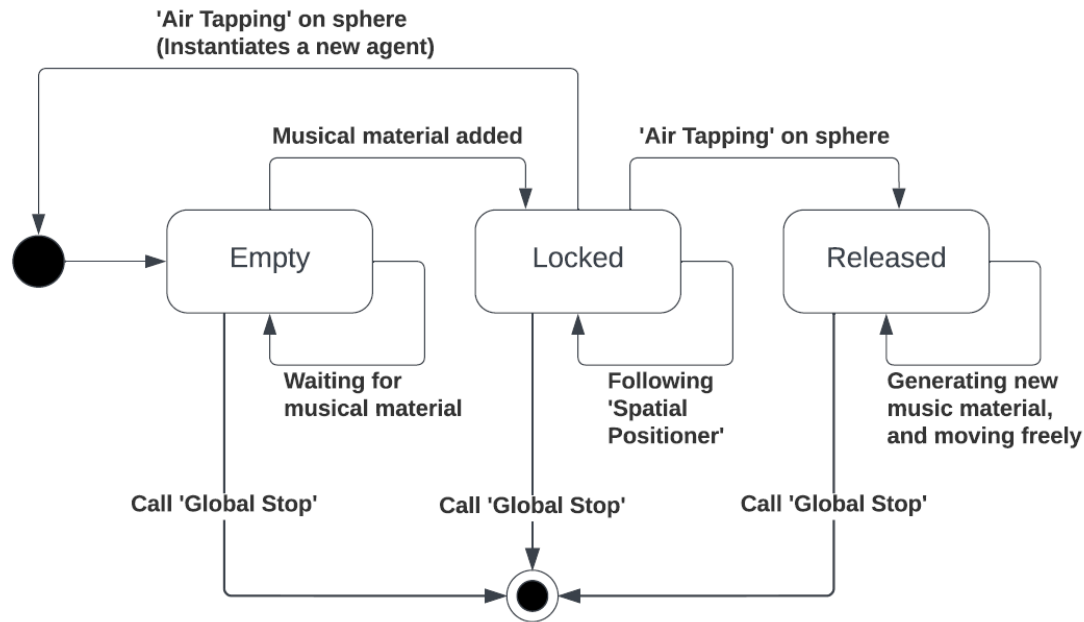 'Air Tapping' on sphere
(Instantiates a new agent)
Musical material added
'Air Tapping' on sphere
Empty
Locked
Released
Waiting for
musical material
Following
'Spatial
Positioner'
Generating new
music material,
and moving freely
Call 'Global Stop'
Call 'Global Stop'
Call 'Global Stop'